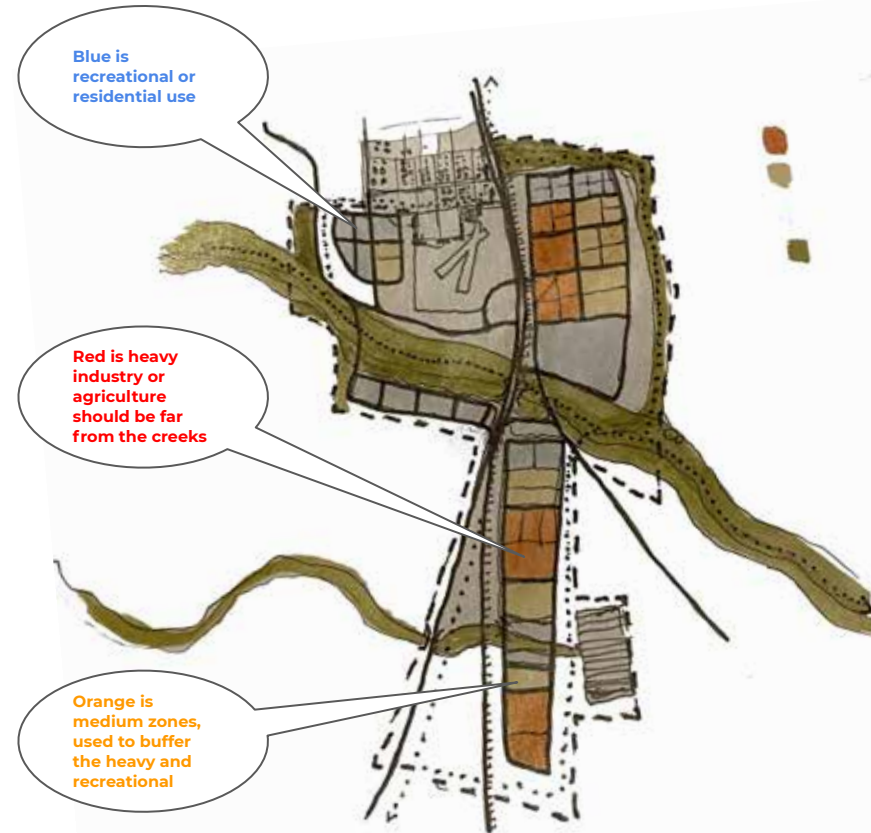 Blue is
recreational or
residential use
Red is heavy
industry or
agriculture
should be far
from the creeks
Orange is
medium zones,
used to buffer
the heavy and
recreational